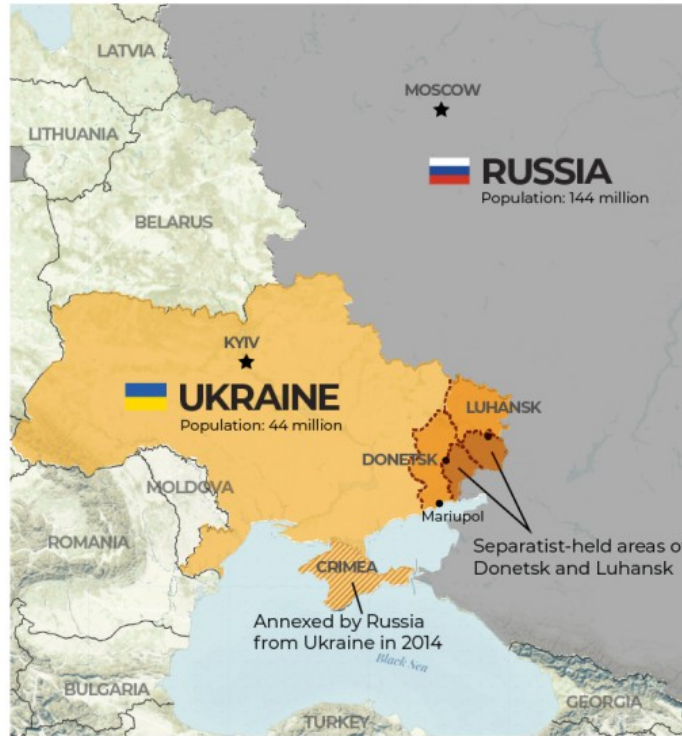 LATVIA
MOSCOW
LITHUANIA
RUSSIA
Population: 144 million
BELARUS
KYIV
UKRAINE
Population: 44 million
LUHANSK
DONETSK
MOLDOVA
Mariupol
ROMANIA
Separatist-held areas o
Donetsk and Luhansk
CRIMEA
Annexed by Russia
from Ukraine in 2014
Black Sea
BULGARIA
GEORGIA
TURKEY